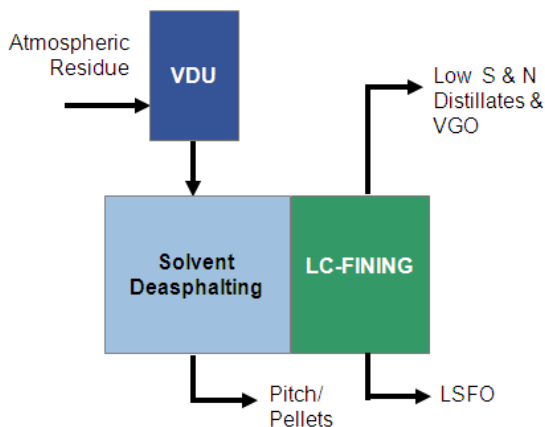 Atmospheric
Residue
VDU
Low S & N
Distillates &
VGO
Solvent
Deasphalting
LC-FINING
Pitch/
Pellets
LSFO